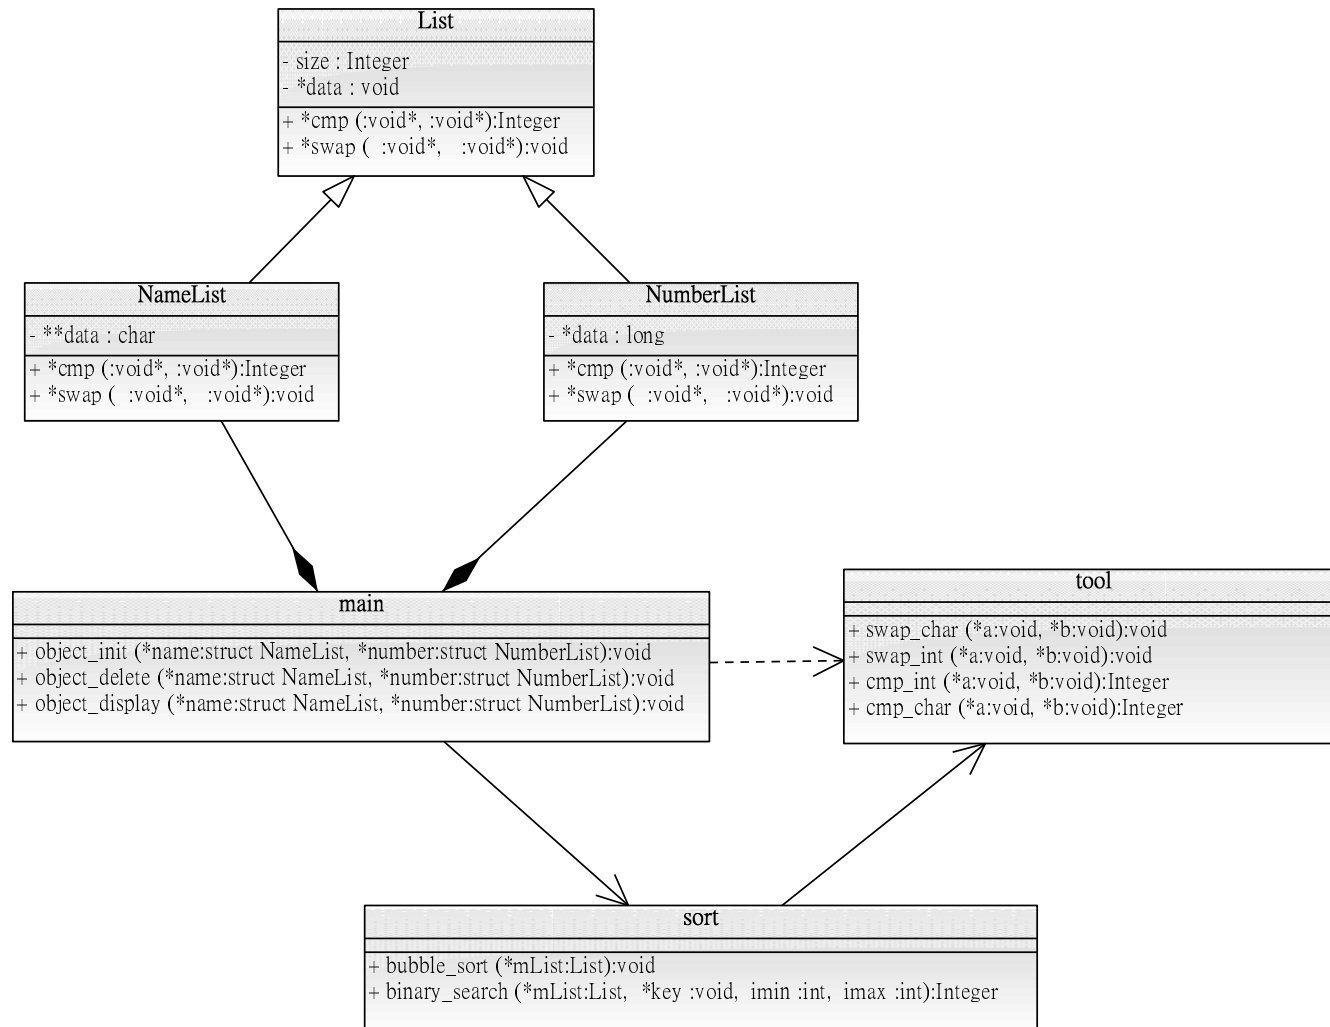 List
- size : Integer
- *data : void
+ *cmp (:void*, :void*):Integer
+ *swap ( :void*, :void*):void
NameList
- **data : char
+ *cmp (:void*, :void*):Integer
+ *swap ( :void*, :void*):void
NumberList
- *data : long
+ *cmp (:void*, :void*):Integer
+ *swap ( :void*, :void*):void
main
+ object_init (*name:struct NameList, *number:struct NumberList):void
+ object_delete (*name:struct NameList, *number:struct NumberList):void
+ object_display (*name:struct NameList, *number:struct NumberList):void
tool
+ swap_char (*a:void, *b:void):void
+ swap_int (*a:void, *b:void):void
+ cmp_int (*a:void, *b:void):Integer
+ cmp_char (*a:void, *b:void):Integer
sort
+ bubble_sort (*mList:List):void
+ binary_search (*mList:List, *key :void, imin :int, imax :int):Integer